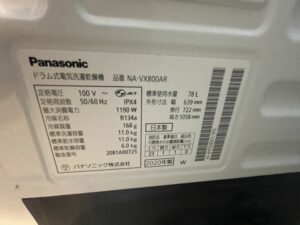 Panasonic
ドラム式電気洗濯乾燥機 品番 NA-VX800AR
定格電圧 100 V~
定格周波数 50/60 Hz IPX4
最大消費電力 1190 W
冷媒 R134a
冷媒量 168 g
標準洗濯容量 11.0 kg
標準脱水容量 11.0 kg
標準乾燥容量 6.0 kg
2081A00725
パナソニック株式会社
標準使用水量 78 L
外形寸法 幅 639 mm
奥行 722 mm
高さ 1058 mm
日本製
2020年製 W